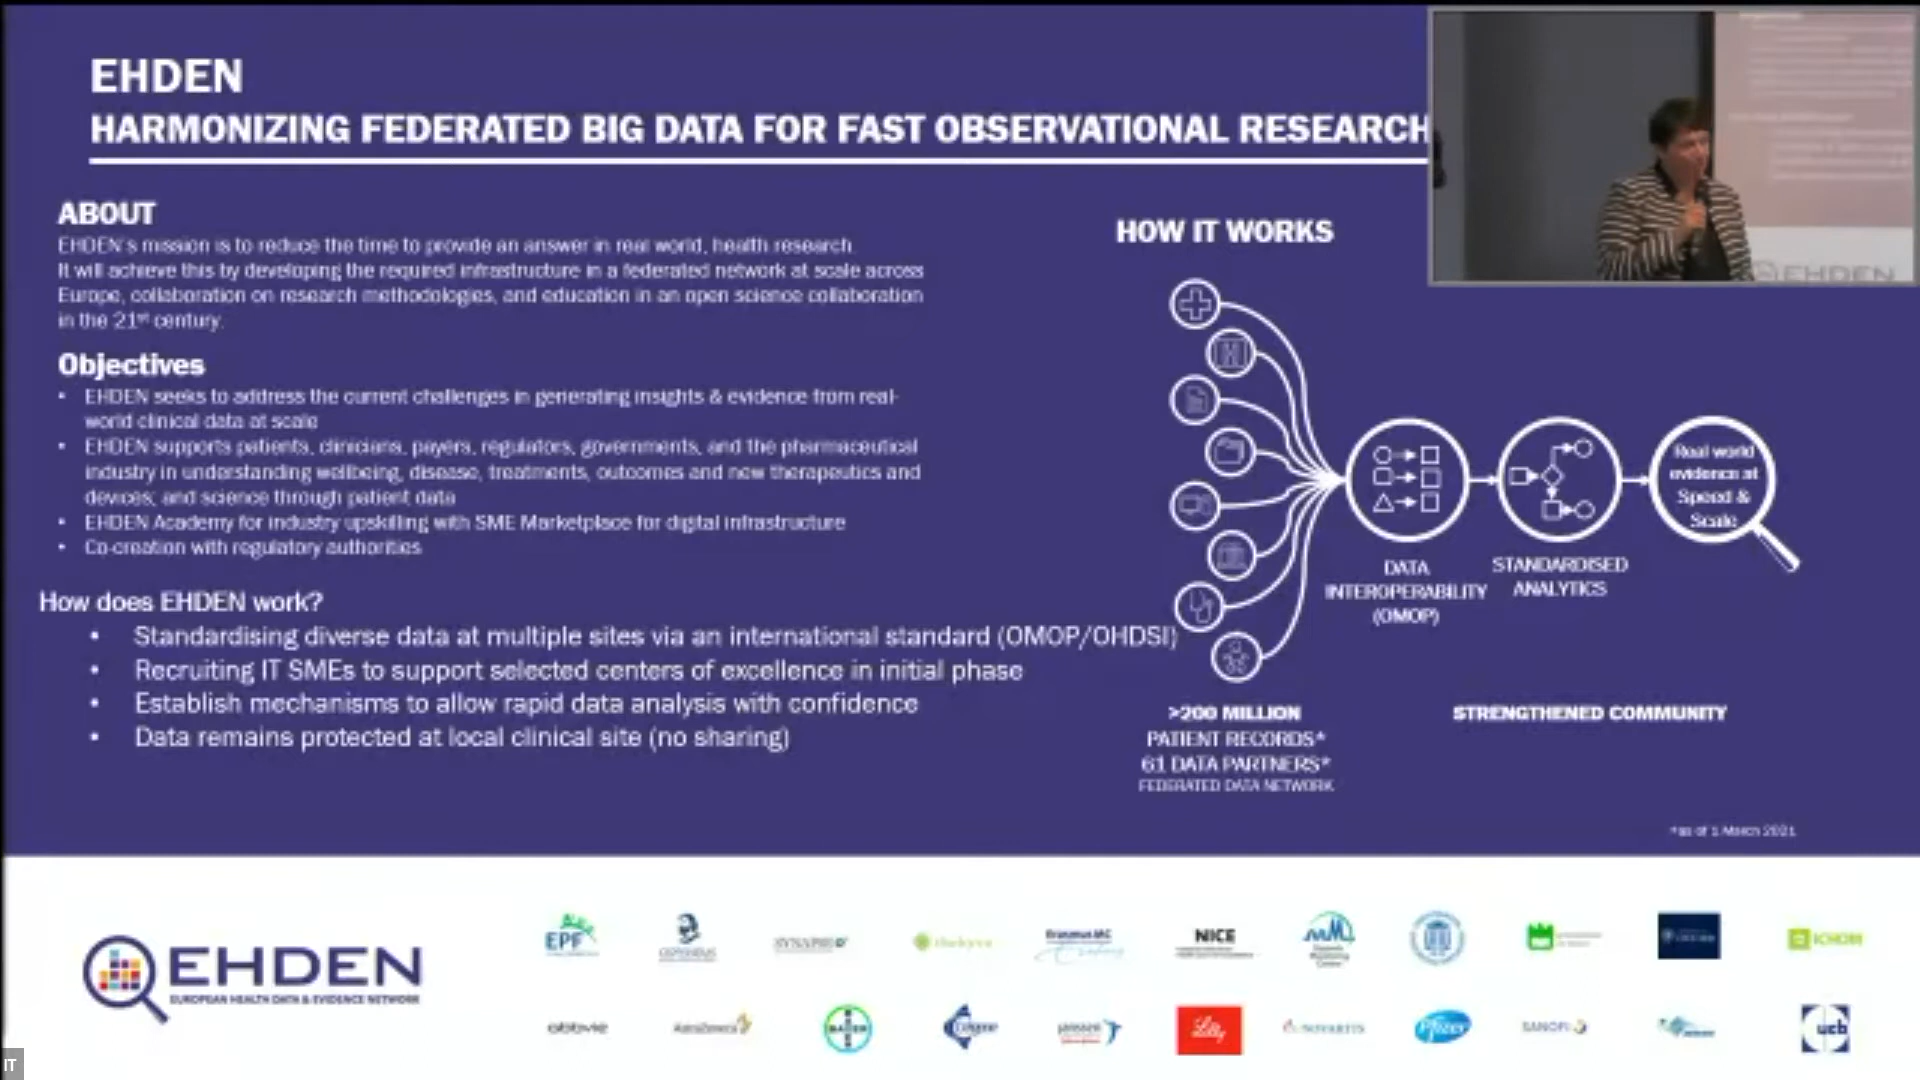 EHDEN
HARMONIZING FEDERATED BIG DATA FOR FAST OBSERVATIONAL RESEARCH
ABOUT
EHDEN's mission is to reduce the time to provide an answer in real world, health research.
It will achieve this by developing the required infrastructure in a federated network at scale across
Europe, collaboration on research methodologies, and education in an open science collaboration
in the 21st century.
Objectives
• EHDEN seeks to address the current challenges in generating insights & evidence from real-
world clinical data at scale
• EHDEN supports patients, clinicians, payers, regulators, governments, and the pharmaceutical
industry in understanding wellbeing, disease, treatments, outcomes and new therapeutics and
devices; and science through patient data
• EHDEN Academy for industry upskilling with SME Marketplace for digital infrastructure
• Co-creation with regulatory authorities
How does EHDEN work?
• Standardising diverse data at multiple sites via an international standard (OMOP/OHDSI)
• Recruiting IT SMEs to support selected centers of excellence in initial phase
• Establish mechanisms to allow rapid data analysis with confidence
• Data remains protected at local clinical site (no sharing)
HOW IT WORKS
Real world
evidence at
Speed &
Scale
DATA
INTEROPERABILITY
(OMOP)
STANDARDISED
ANALYTICS
>200 MILLION
PATIENT RECORDS*
61 DATA PARTNERS*
FEDERATED DATA NETWORK
STRENGTHENED COMMUNITY
*as of 1 March 2021
EHDEN
EHDEN
EUROPEAN HEALTH DATA & EVIDENCE NETWORK
EPF
SYNAPSE
Erasmus MC
NICE
ICHOM
abbvie
AstraZeneca
BAYER
Celgene
janssen
Lilly
NOVARTIS
Pfizer
SANOFI
ucb
IT